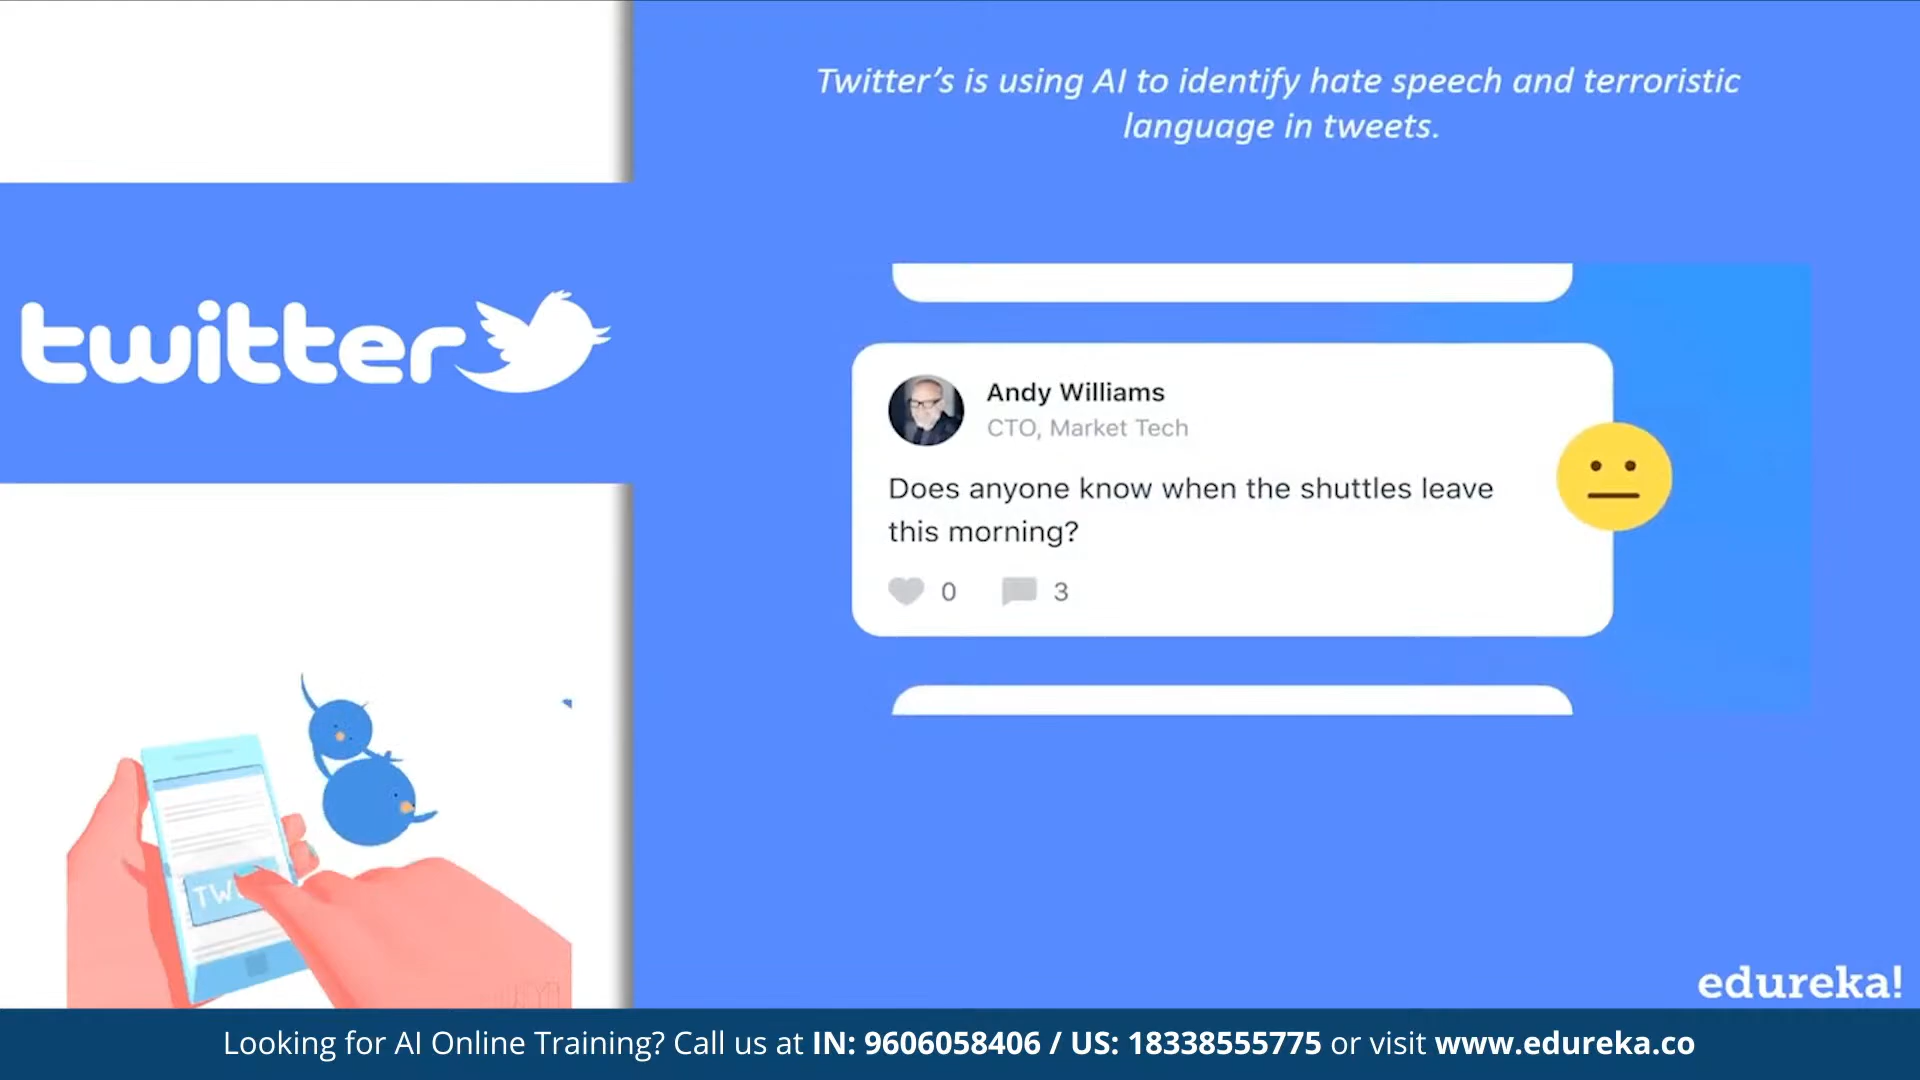 Twitter’s is using AI to identify hate speech and terroristic
language in tweets.
twitter
Andy Williams
CTO, Market Tech
Does anyone know when the shuttles leave
this morning?
0 3
TW
edureka!
Looking for AI Online Training? Call us at IN: 9606058406 / US: 18338555775 or visit www.edureka.co